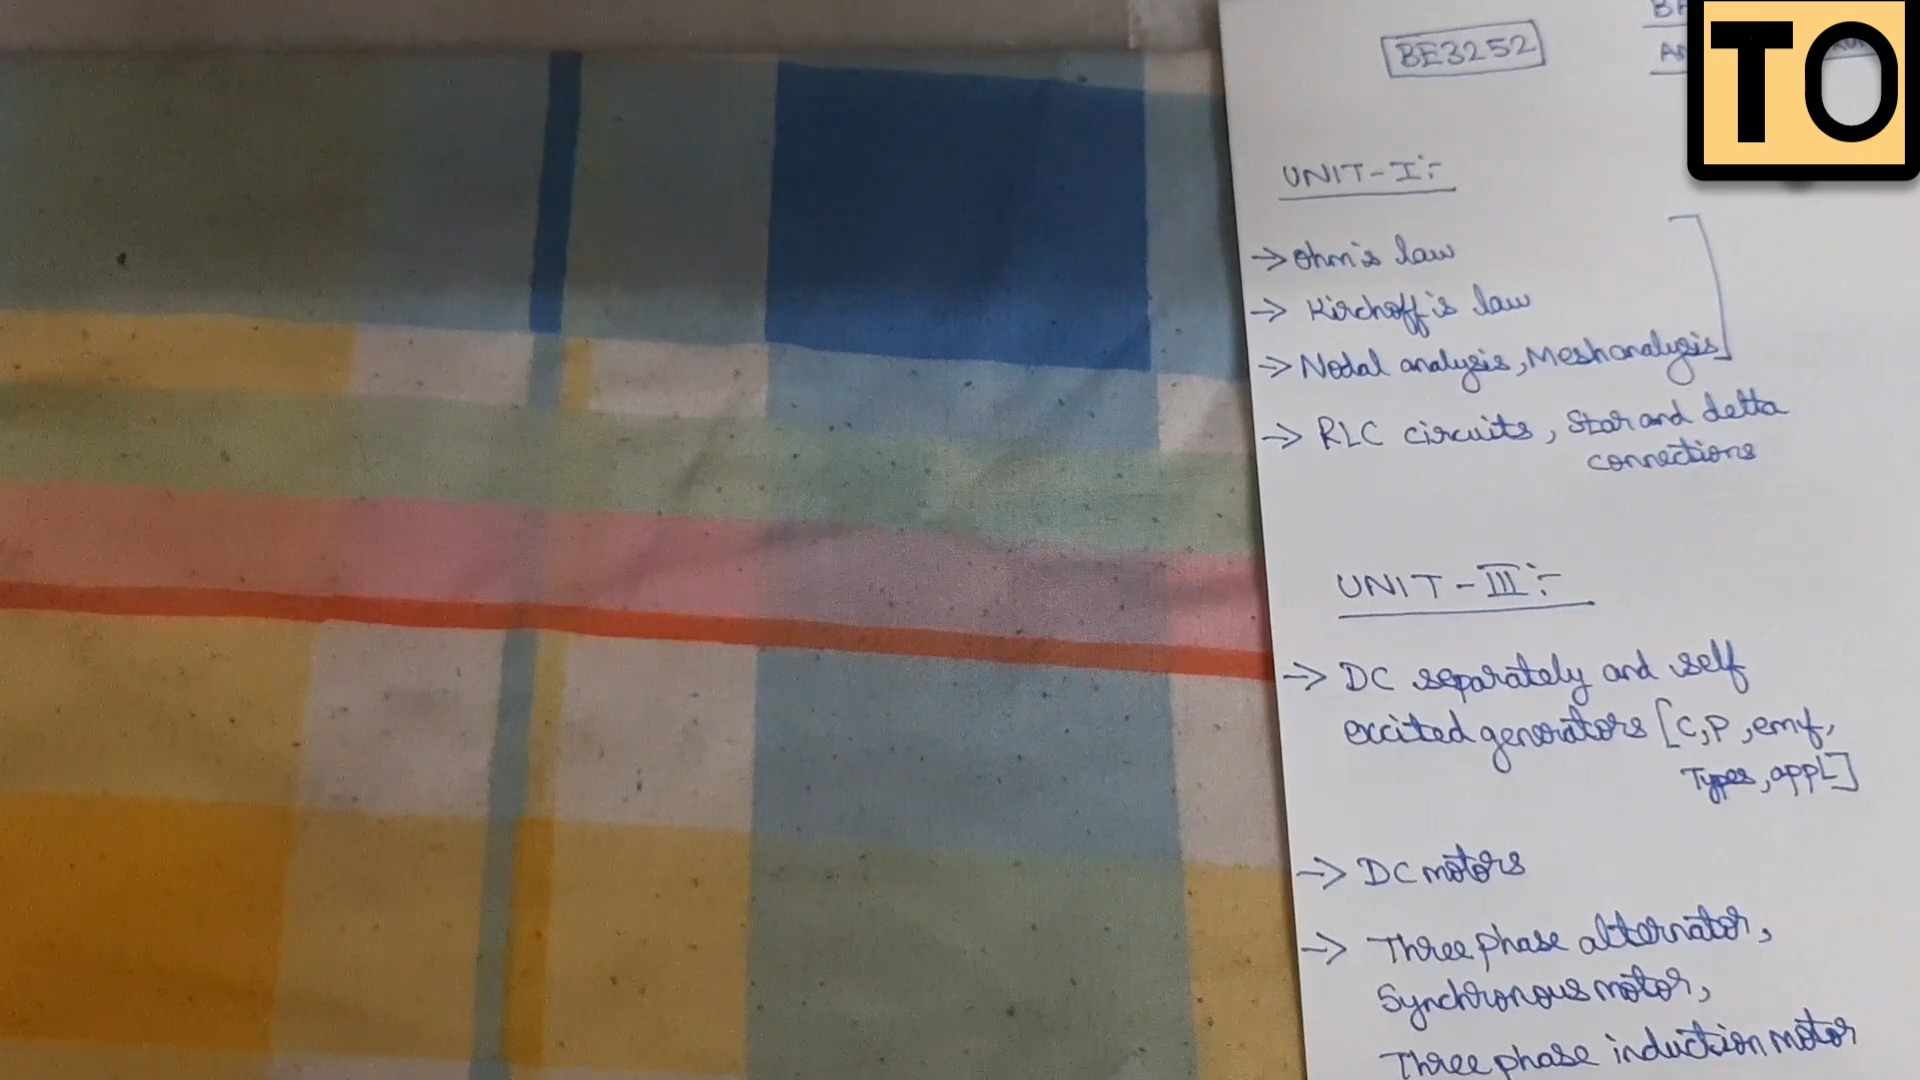 BE3252
TO
UNIT-I:-
→ ohm's law
→ Kirchoff's law
→ Nodal analysis, Mesh analysis
→ RLC circuits, Star and delta
connections
UNIT-III:-
→ DC separately and self
excited generators [C, P, emf,
Types, appl]
→ DC motors
→ Three phase alternator,
Synchronous motor,
Three phase induction motor